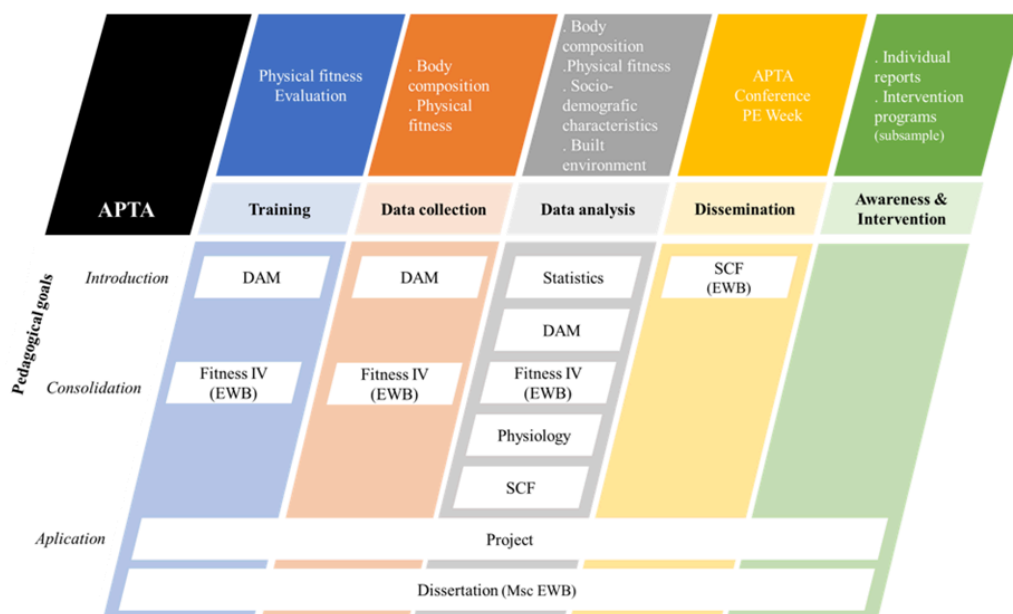 Physical fitness
Evaluation
. Body
composition
. Physical
fitness
. Body
composition
.Physical fitness
. Socio-
demografic
characteristics
. Built
environment
APTA
Conference
PE Week
. Individual
reports
. Intervention
programs
(subsample)
APTA
Training
Data collection
Data analysis
Dissemination
Awareness &
Intervention
Pedagogical goals
Introduction
DAM
DAM
Statistics
SCF
(EWB)
DAM
Consolidation
Fitness IV
(EWB)
Fitness IV
(EWB)
Fitness IV
(EWB)
Physiology
SCF
Aplication
Project
Dissertation (Msc EWB)